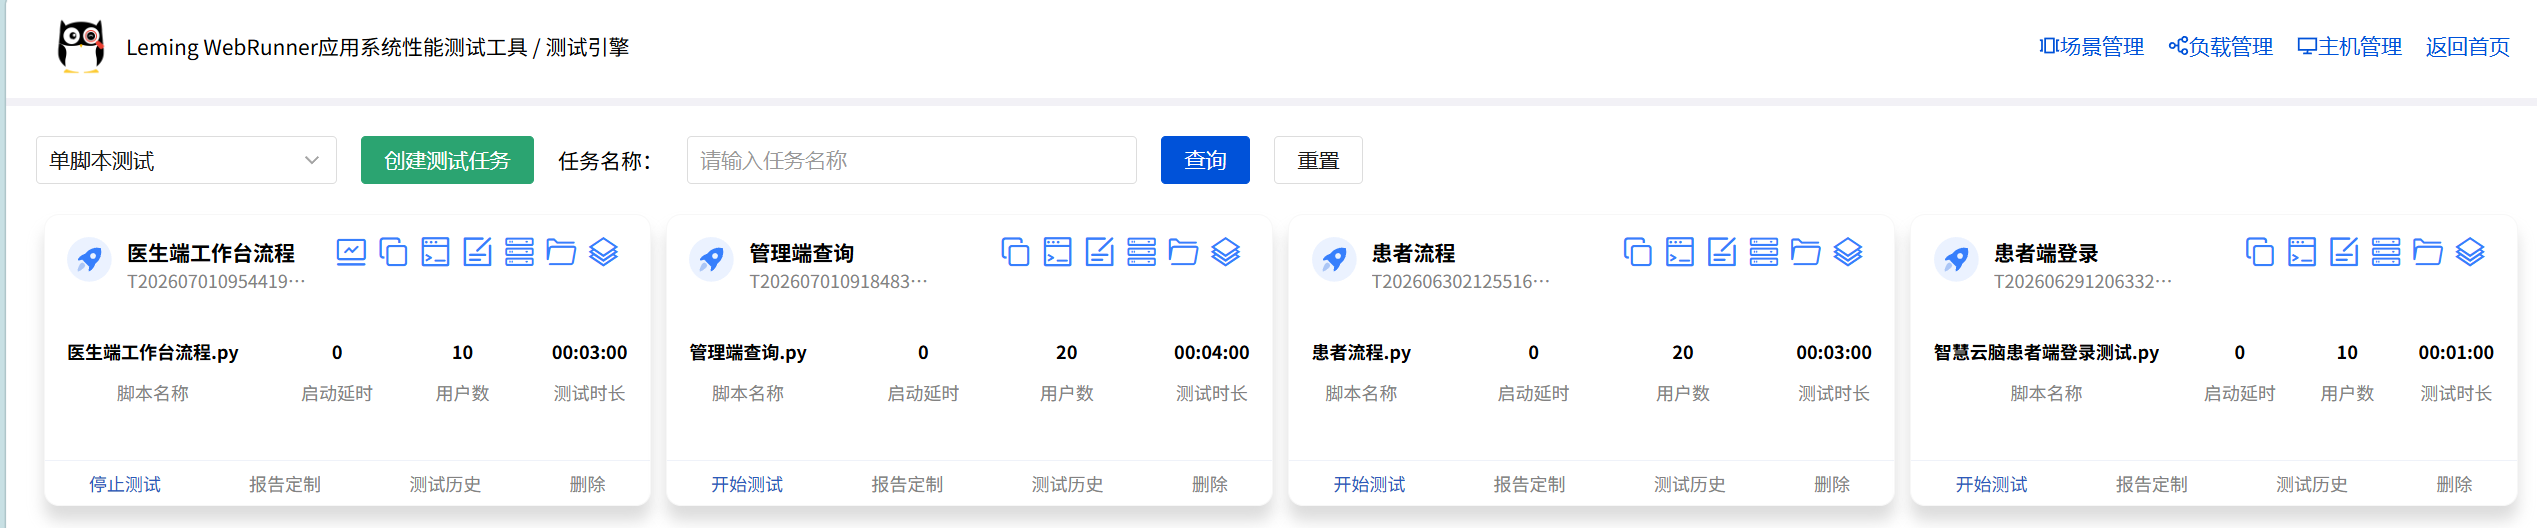 Leming WebRunner应用系统性能测试工具 / 测试引擎
场景管理 负载管理 主机管理 返回首页
单脚本测试 创建测试任务 任务名称： 请输入任务名称 查询 重置
医生端工作台流程
T202607010954419···
医生端工作台流程.py 0 10 00:03:00
脚本名称 启动延时 用户数 测试时长
停止测试 报告定制 测试历史 删除
管理端查询
T202607010918483···
管理端查询.py 0 20 00:04:00
脚本名称 启动延时 用户数 测试时长
开始测试 报告定制 测试历史 删除
患者流程
T202606302125516···
患者流程.py 0 20 00:03:00
脚本名称 启动延时 用户数 测试时长
开始测试 报告定制 测试历史 删除
患者端登录
T202606291206332···
智慧云脑患者端登录测试.py 0 10 00:01:00
脚本名称 启动延时 用户数 测试时长
开始测试 报告定制 测试历史 删除